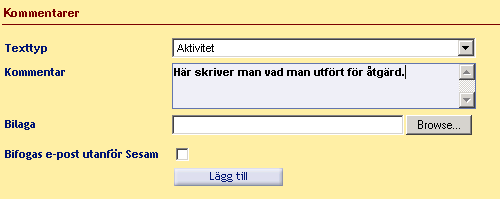 Kommentarer
Texttyp Aktivitet
Kommentar Här skriver man vad man utfört för åtgärd.
Bilaga Browse...
Bifogas e-post utanför Sesam
Lägg till